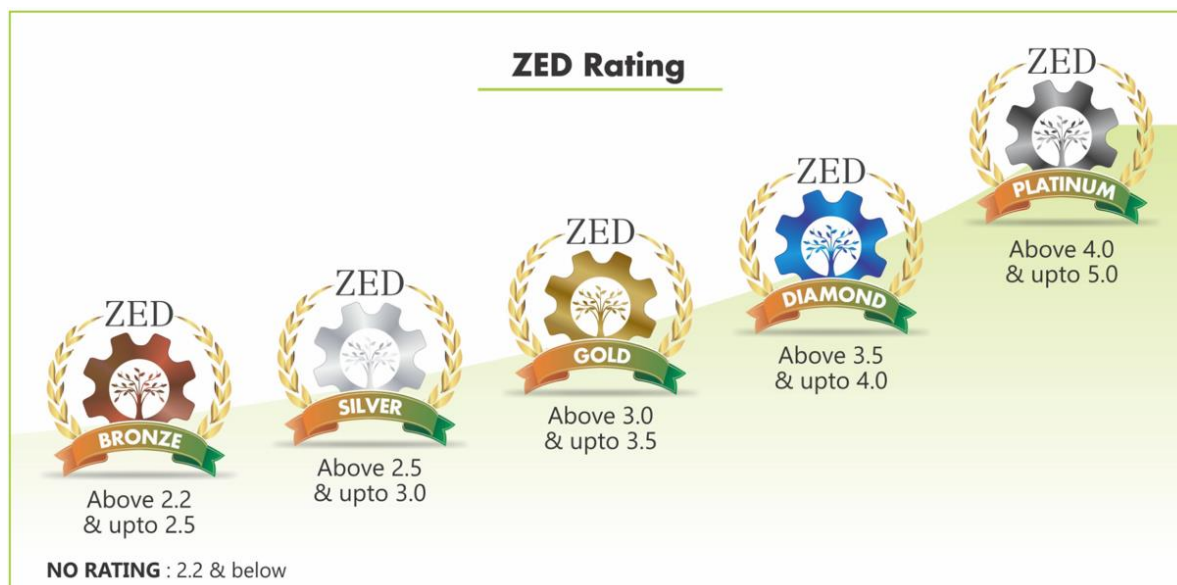 ZED Rating
ZED
BRONZE
Above 2.2
& upto 2.5
ZED
SILVER
Above 2.5
& upto 3.0
ZED
GOLD
Above 3.0
& upto 3.5
ZED
DIAMOND
Above 3.5
& upto 4.0
ZED
PLATINUM
Above 4.0
& upto 5.0
NO RATING : 2.2 & below